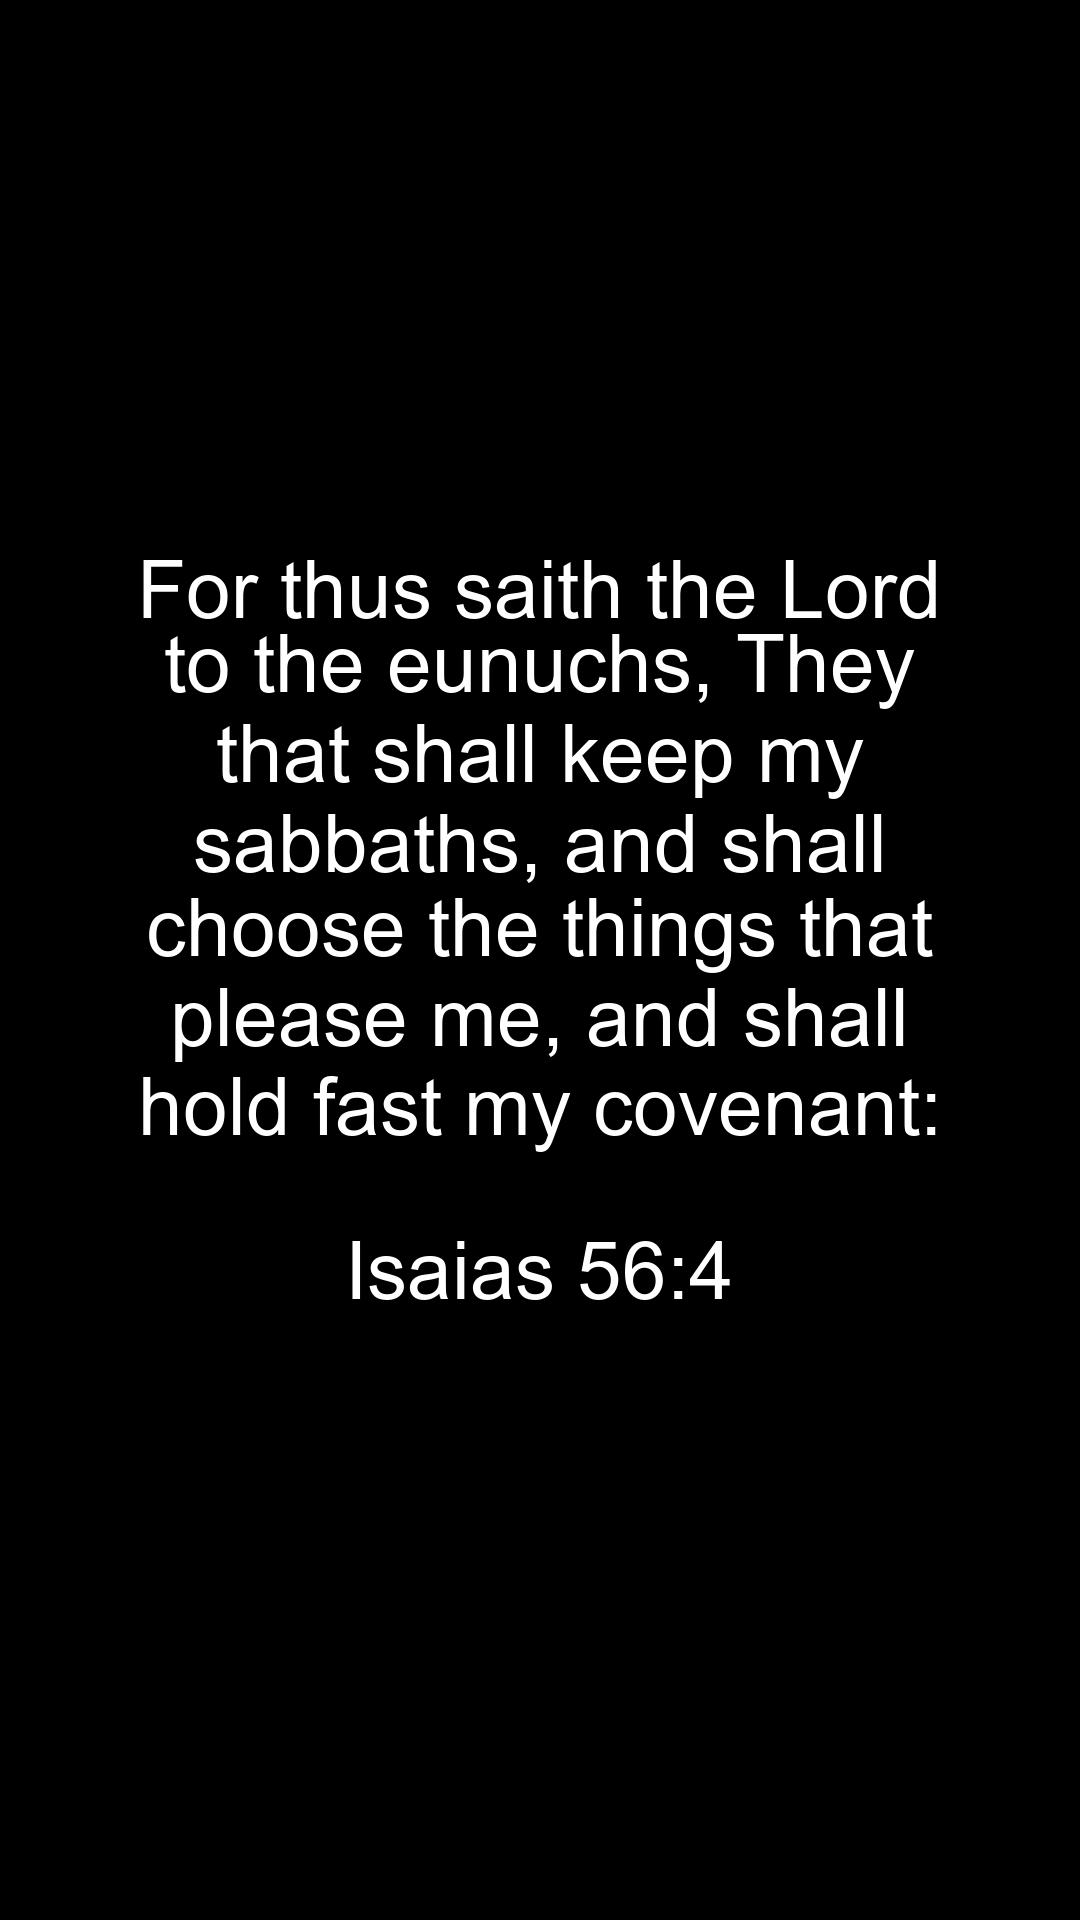 For thus saith the Lord
to the eunuchs, They
that shall keep my
sabbaths, and shall
choose the things that
please me, and shall
hold fast my covenant:
Isaias 56:4